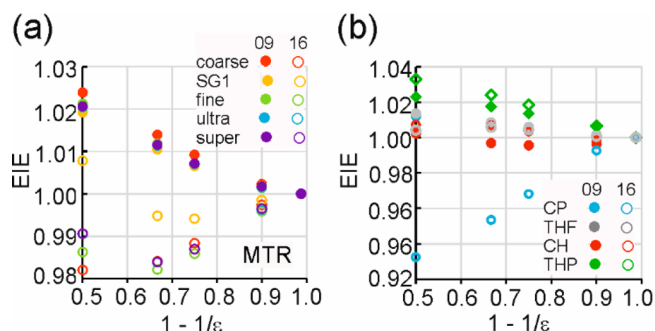 (a)
09 16
coarse
SG1
fine
ultra
super
1.03
1.02
1.01
1.00
0.99
0.98
EIE
MTR
0.5 0.6 0.7 0.8 0.9 1.0
1 - 1/ε
(b)
1.04
1.02
1.00
0.98
0.96
0.94
0.92
EIE
09 16
CP
THF
CH
THP
0.5 0.6 0.7 0.8 0.9 1.0
1 - 1/ε